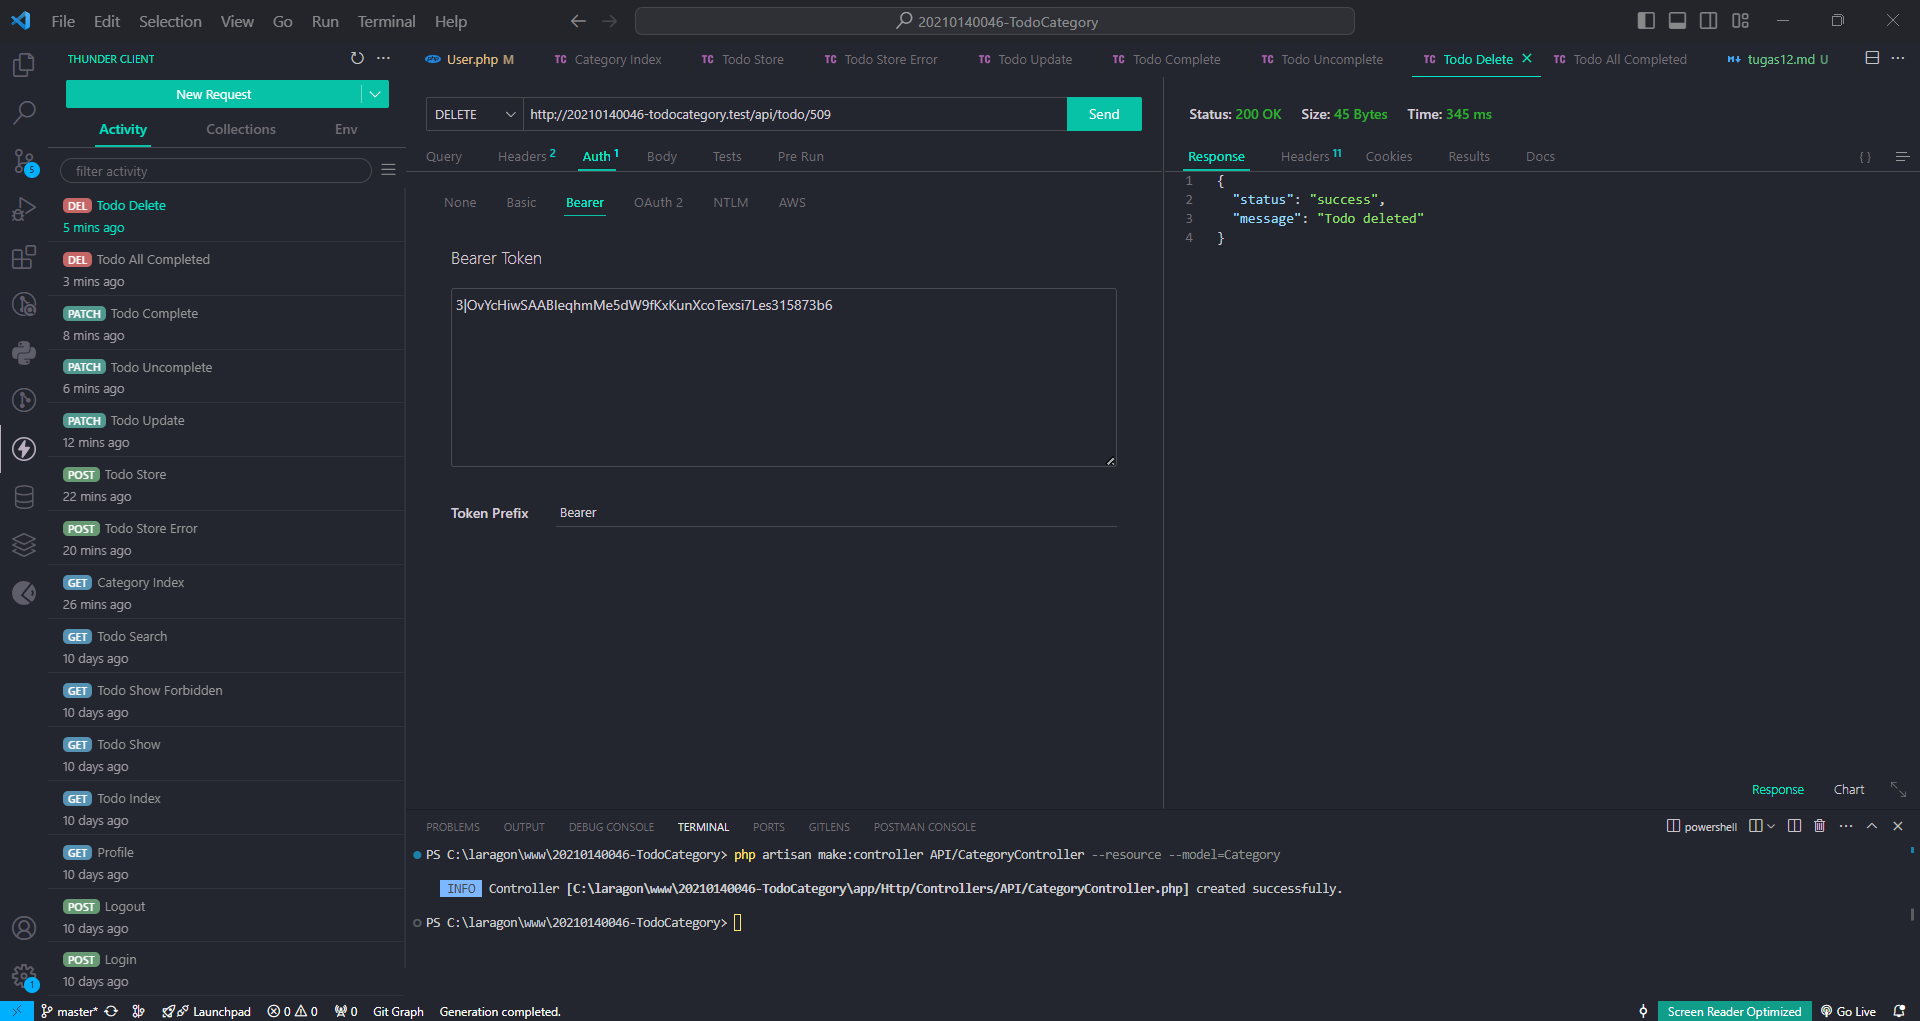 File Edit Selection View Go Run Terminal Help
20210140046-TodoCategory
THUNDER CLIENT
New Request
Activity Collections Env
filter activity
DEL Todo Delete
5 mins ago
DEL Todo All Completed
3 mins ago
PATCH Todo Complete
8 mins ago
PATCH Todo Uncomplete
6 mins ago
PATCH Todo Update
12 mins ago
POST Todo Store
22 mins ago
POST Todo Store Error
20 mins ago
GET Category Index
26 mins ago
GET Todo Search
10 days ago
GET Todo Show Forbidden
10 days ago
GET Todo Show
10 days ago
GET Todo Index
10 days ago
GET Profile
10 days ago
POST Logout
10 days ago
POST Login
10 days ago
5
1
php User.php M TC Category Index TC Todo Store TC Todo Store Error TC Todo Update TC Todo Complete TC Todo Uncomplete TC Todo Delete TC Todo All Completed M↓ tugas12.md U
DELETE http://20210140046-todocategory.test/api/todo/509 Send
Query Headers 2 Auth 1 Body Tests Pre Run
None Basic Bearer OAuth 2 NTLM AWS
Bearer Token
3|OvYcHiwSAABIeqhmMe5dW9fKxKunXcoTexsi7Les315873b6
Token Prefix Bearer
Status: 200 OK Size: 45 Bytes Time: 345 ms
Response Headers 11 Cookies Results Docs { }
1 {
2 "status": "success",
3 "message": "Todo deleted"
4 }
Response Chart
PROBLEMS OUTPUT DEBUG CONSOLE TERMINAL PORTS GITLENS POSTMAN CONSOLE
powershell
PS C:\laragon\www\20210140046-TodoCategory> php artisan make:controller API/CategoryController --resource --model=Category
INFO Controller [C:\laragon\www\20210140046-TodoCategory\app/Http/Controllers/API/CategoryController.php] created successfully.
PS C:\laragon\www\20210140046-TodoCategory>
master* Launchpad 0 0 0 Git Graph Generation completed.
Screen Reader Optimized Go Live